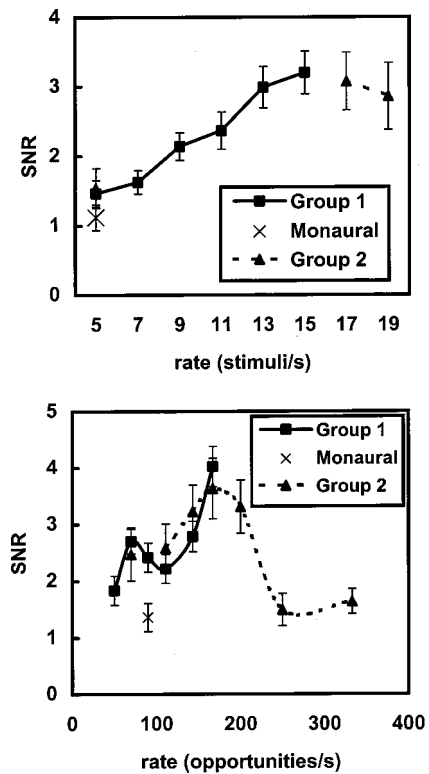 4
3
2
1
0
SNR
Group 1
Monaural
Group 2
5 7 9 11 13 15 17 19
rate (stimuli/s)
5
4
3
2
1
0
SNR
Group 1
Monaural
Group 2
0 100 200 300 400
rate (opportunities/s)